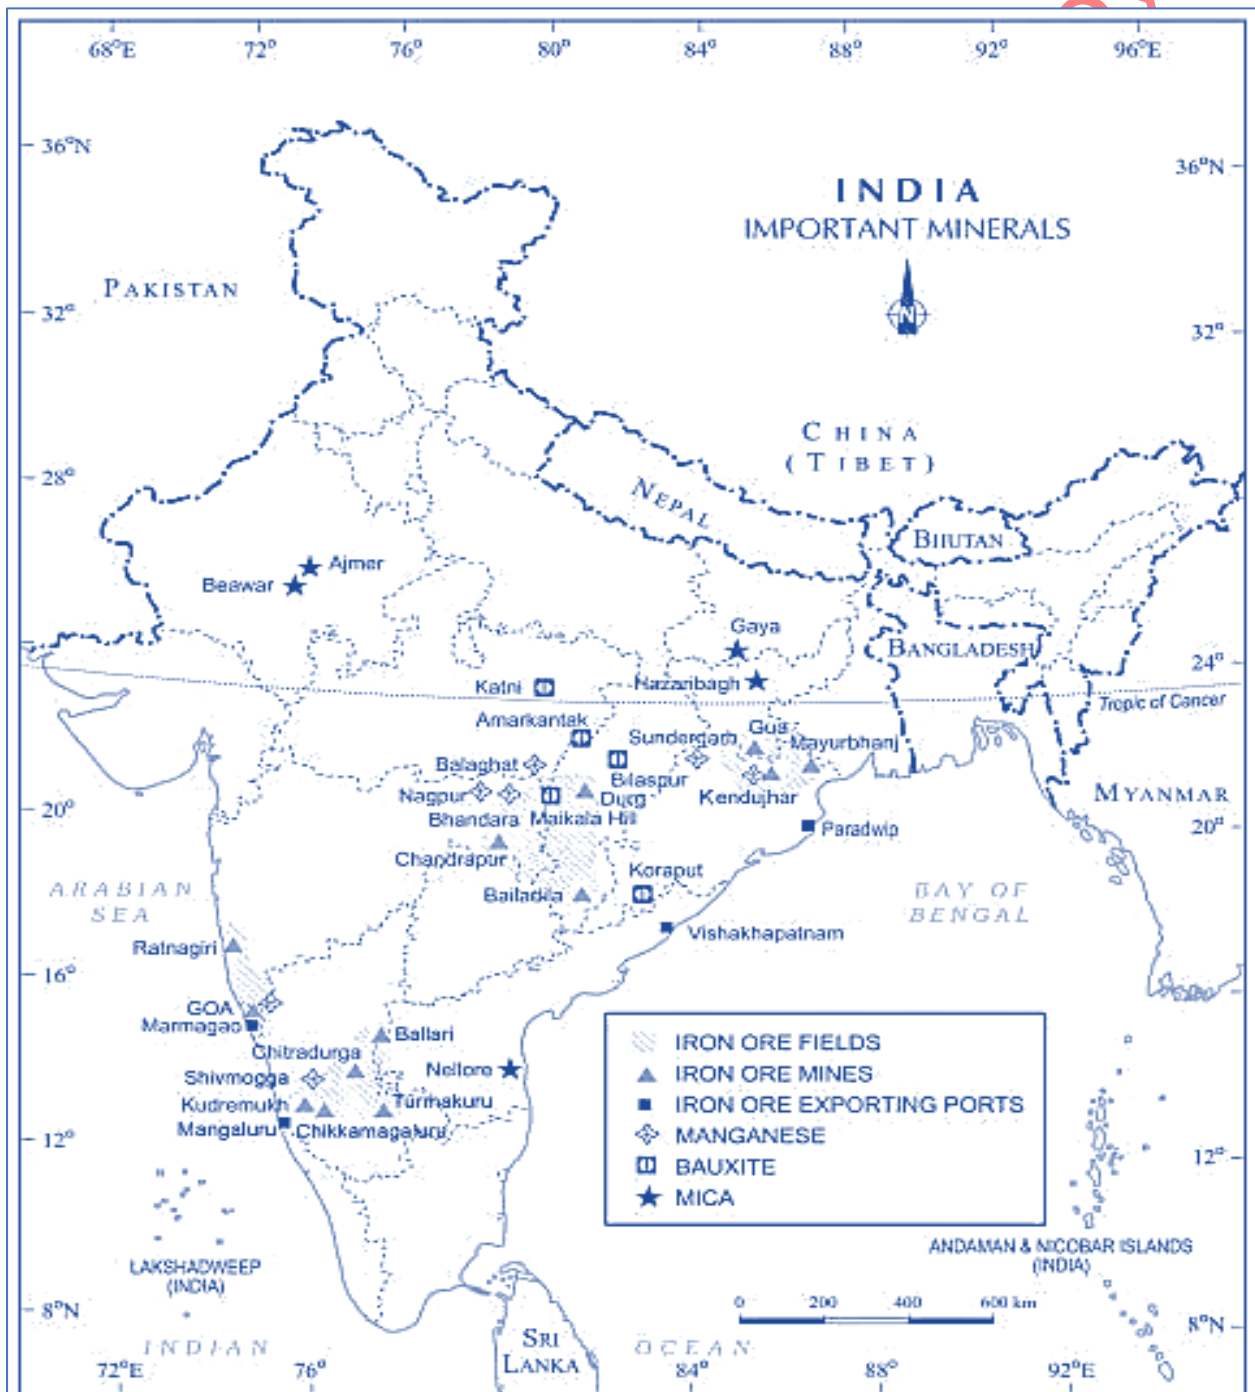 68°E 72° 76° 80° 84° 88° 92° 96°E
36°N
36°N
INDIA
IMPORTANT MINERALS
PAKISTAN
N
32°
32°
CHINA
(TIBET)
28°
NEPAL
BHUTAN
Ajmer
Beawar
Gaya
BANGLADESH
24°
Katni
Hazaribagh
Tropic of Cancer
Amarkantak
Sundergarh
Gua
Mayurbhanj
Balaghat
Bilaspur
Nagpur
Durg
Kendujhar
MYANMAR
20°
20°
Bhandara
Maikala Hill
Paradwip
Chandrapur
Koraput
ARABIAN
SEA
BAY OF
BENGAL
Bailadila
Vishakhapatnam
Ratnagiri
16°
GOA
Marmagao
Ballari
Chitradurga
Nellore
Shivmogga
Kudremukh
Turmakuru
Mangaluru
Chikkamagaluru
IRON ORE FIELDS
IRON ORE MINES
IRON ORE EXPORTING PORTS
MANGANESE
BAUXITE
MICA
12°
12°
LAKSHADWEEP
(INDIA)
ANDAMAN & NICOBAR ISLANDS
(INDIA)
0 200 400 600 km
8°N
8°N
INDIAN
OCEAN
SRI
LANKA
72°E 76° 84° 88° 92°E